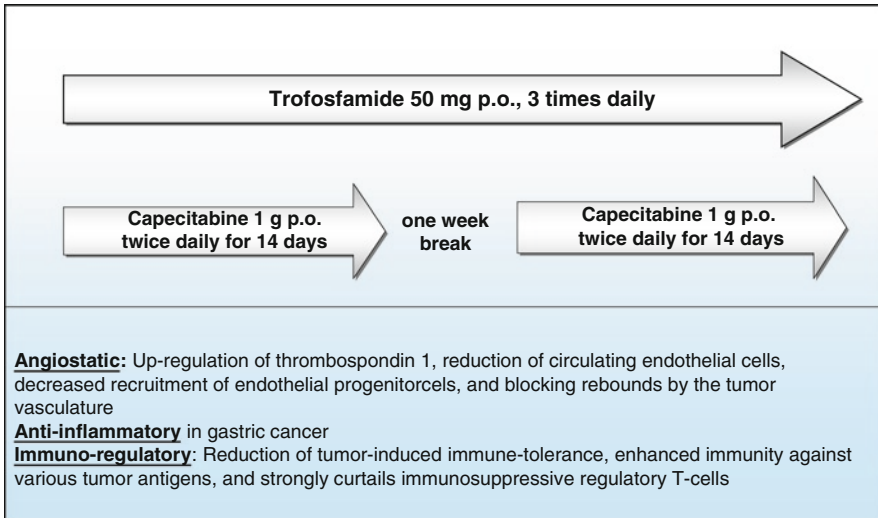 Trofosfamide 50 mg p.o., 3 times daily
Capecitabine 1 g p.o.
twice daily for 14 days
one week
break
Capecitabine 1 g p.o.
twice daily for 14 days
Angiostatic: Up-regulation of thrombospondin 1, reduction of circulating endothelial cells,
decreased recruitment of endothelial progenitorcels, and blocking rebounds by the tumor
vasculature
Anti-inflammatory in gastric cancer
Immuno-regulatory: Reduction of tumor-induced immune-tolerance, enhanced immunity against
various tumor antigens, and strongly curtails immunosuppressive regulatory T-cells